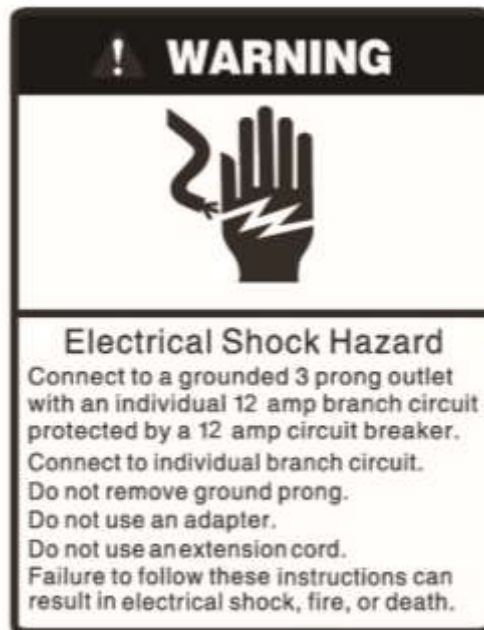 WARNING
Electrical Shock Hazard
Connect to a grounded 3 prong outlet
with an individual 12 amp branch circuit
protected by a 12 amp circuit breaker.
Connect to individual branch circuit.
Do not remove ground prong.
Do not use an adapter.
Do not use an extension cord.
Failure to follow these instructions can
result in electrical shock, fire, or death.